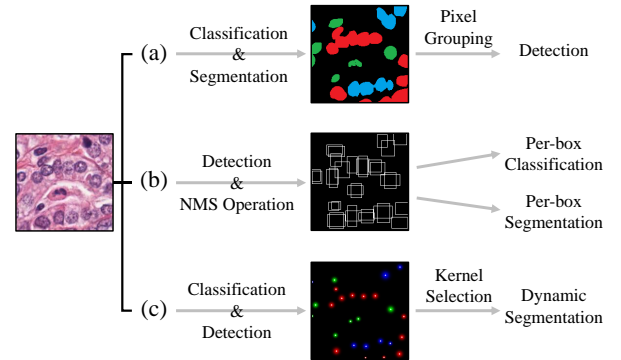 (a)
Classification
&
Segmentation
Pixel
Grouping
Detection
(b)
Detection
&
NMS Operation
Per-box
Classification
Per-box
Segmentation
(c)
Classification
&
Detection
Kernel
Selection
Dynamic
Segmentation